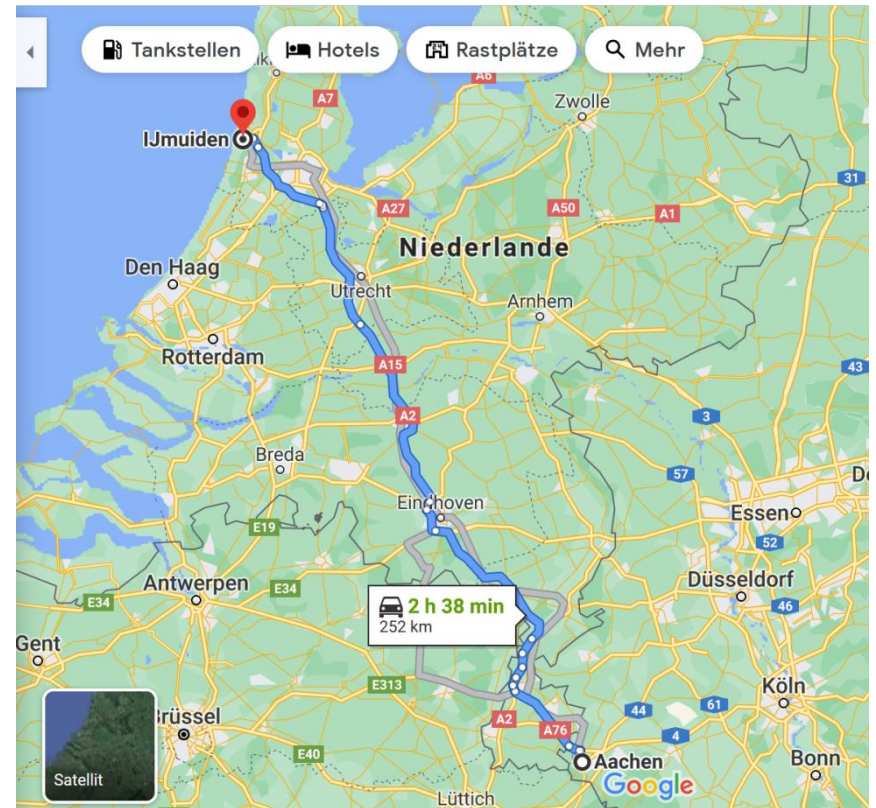 Tankstellen
Hotels
Rastplätze
Mehr
A6
A7
Zwolle
IJmuiden
31
A27
A50
A1
Niederlande
Den Haag
Utrecht
Arnhem
Rotterdam
A15
43
A2
3
Breda
57
Eindhoven
Essen
E19
52
Antwerpen
Düsseldorf
E34
E34
2 h 38 min
46
252 km
Gent
E313
Köln
A2
44
61
A76
4
Brüssel
E40
Aachen
Bonn
Google
Satellit
Lüttich